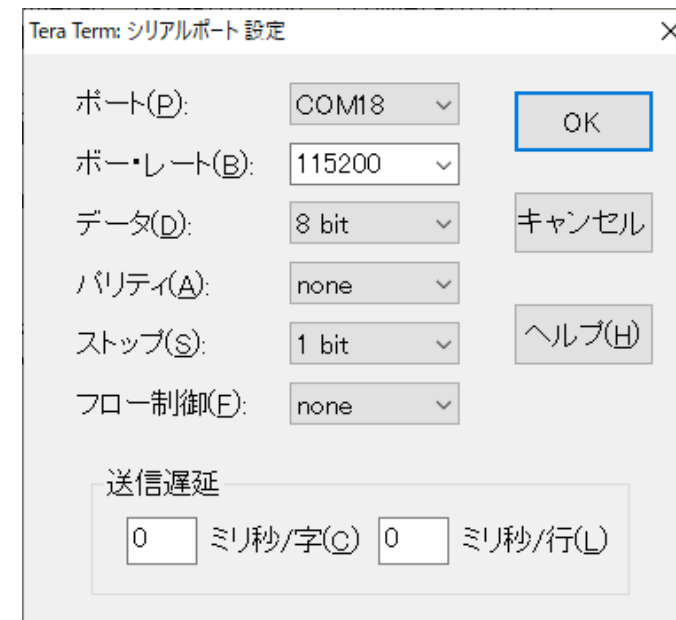 Tera Term: シリアルポート 設定
ポート(P): COM18
OK
ボー・レート(B): 115200
データ(D): 8 bit
キャンセル
パリティ(A): none
ストップ(S): 1 bit
ヘルプ(H)
フロー制御(F): none
送信遅延
0 ミリ秒/字(C) 0 ミリ秒/行(L)